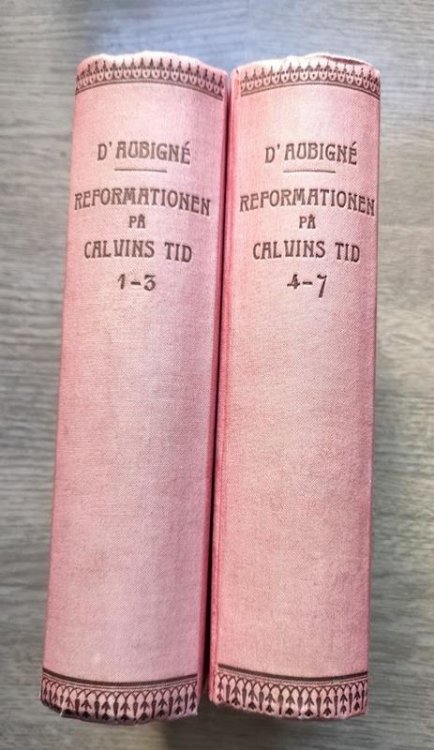 D'AUBIGNÉ
REFORMATIONEN
PÅ
CALVINS TID
1-3
D'AUBIGNÉ
REFORMATIONEN
PÅ
CALVINS TID
4-7